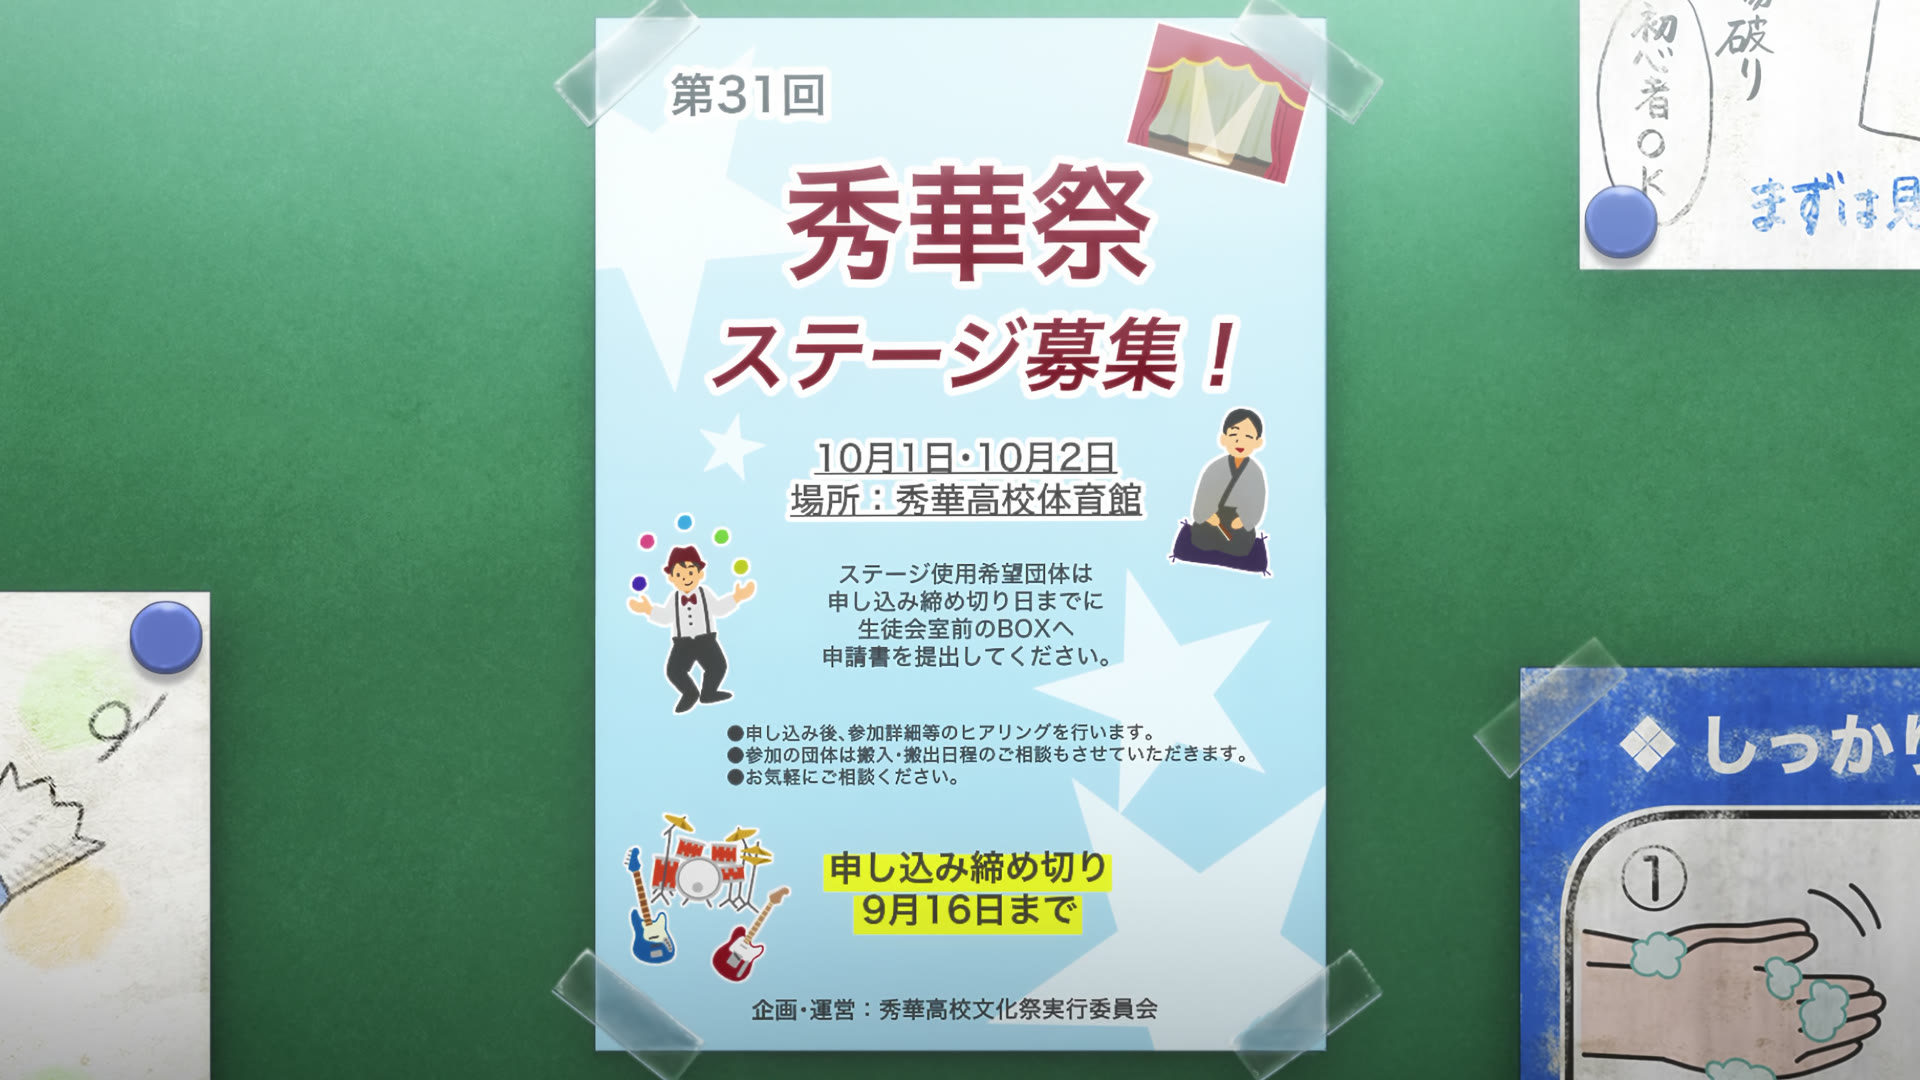 第31回
秀華祭
ステージ募集！
10月1日・10月2日
場所：秀華高校体育館
ステージ使用希望団体は
申し込み締め切り日までに
生徒会室前のBOXへ
申請書を提出してください。
●申し込み後、参加詳細等のヒアリングを行います。
●参加の団体は搬入・搬出日程のご相談もさせていただきます。
●お気軽にご相談ください。
申し込み締め切り
9月16日まで
企画・運営：秀華高校文化祭実行委員会
破り
初心者OK
まずは見
❖ しっかり
①